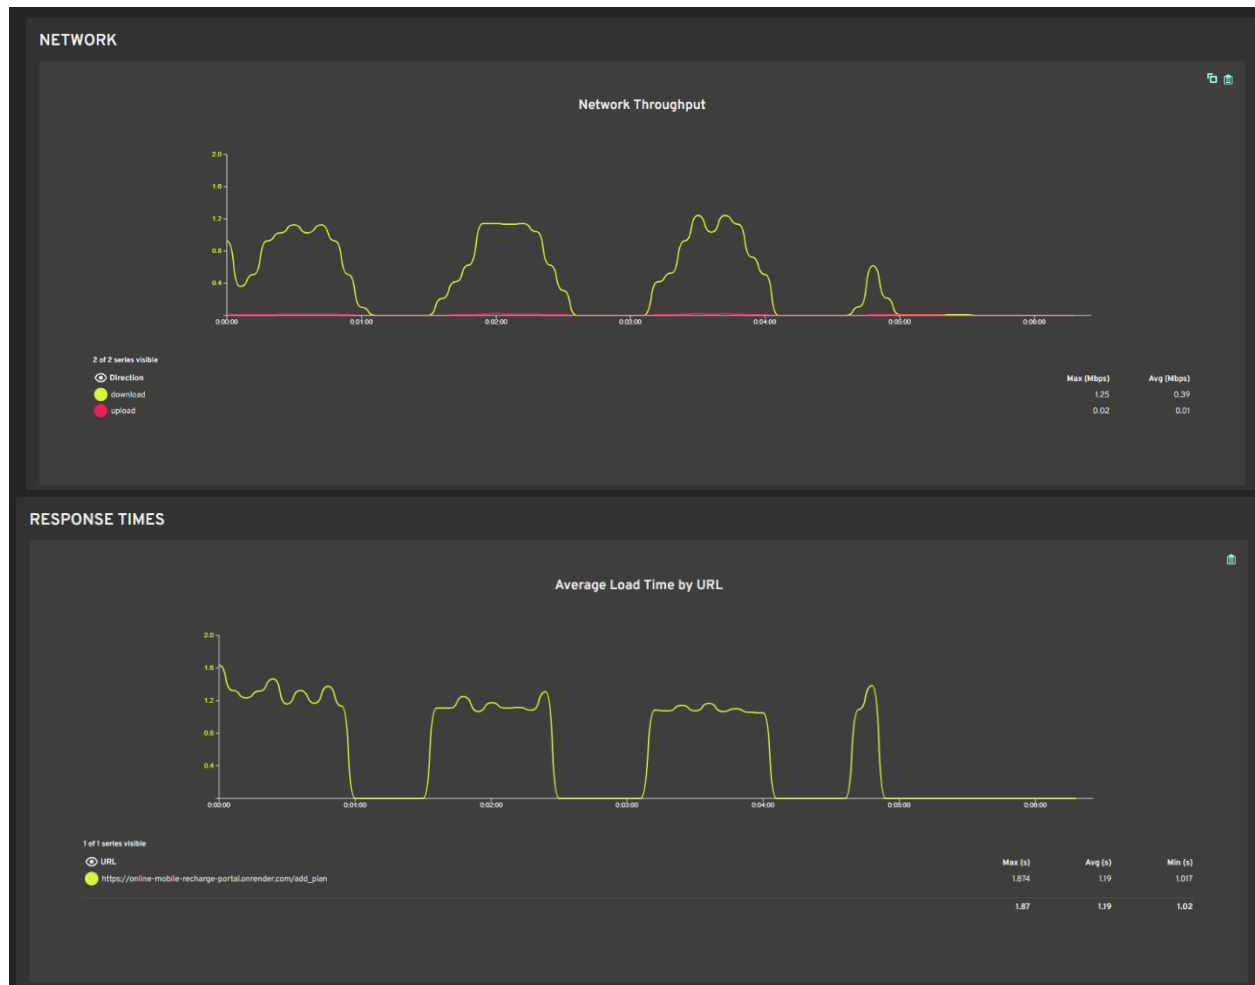 NETWORK
Network Throughput
2.0
1.6
1.2
0.8
0.4
0:00:00 0:01:00 0:02:00 0:03:00 0:04:00 0:05:00 0:06:00
2 of 2 series visible
Direction Max (Mbps) Avg (Mbps)
download 1.25 0.39
upload 0.02 0.01
RESPONSE TIMES
Average Load Time by URL
2.0
1.6
1.2
0.8
0.4
0:00:00 0:01:00 0:02:00 0:03:00 0:04:00 0:05:00 0:06:00
1 of 1 series visible
URL Max (s) Avg (s) Min (s)
https://online-mobile-recharge-portal.onrender.com/add_plan 1.874 1.19 1.017
1.87 1.19 1.02